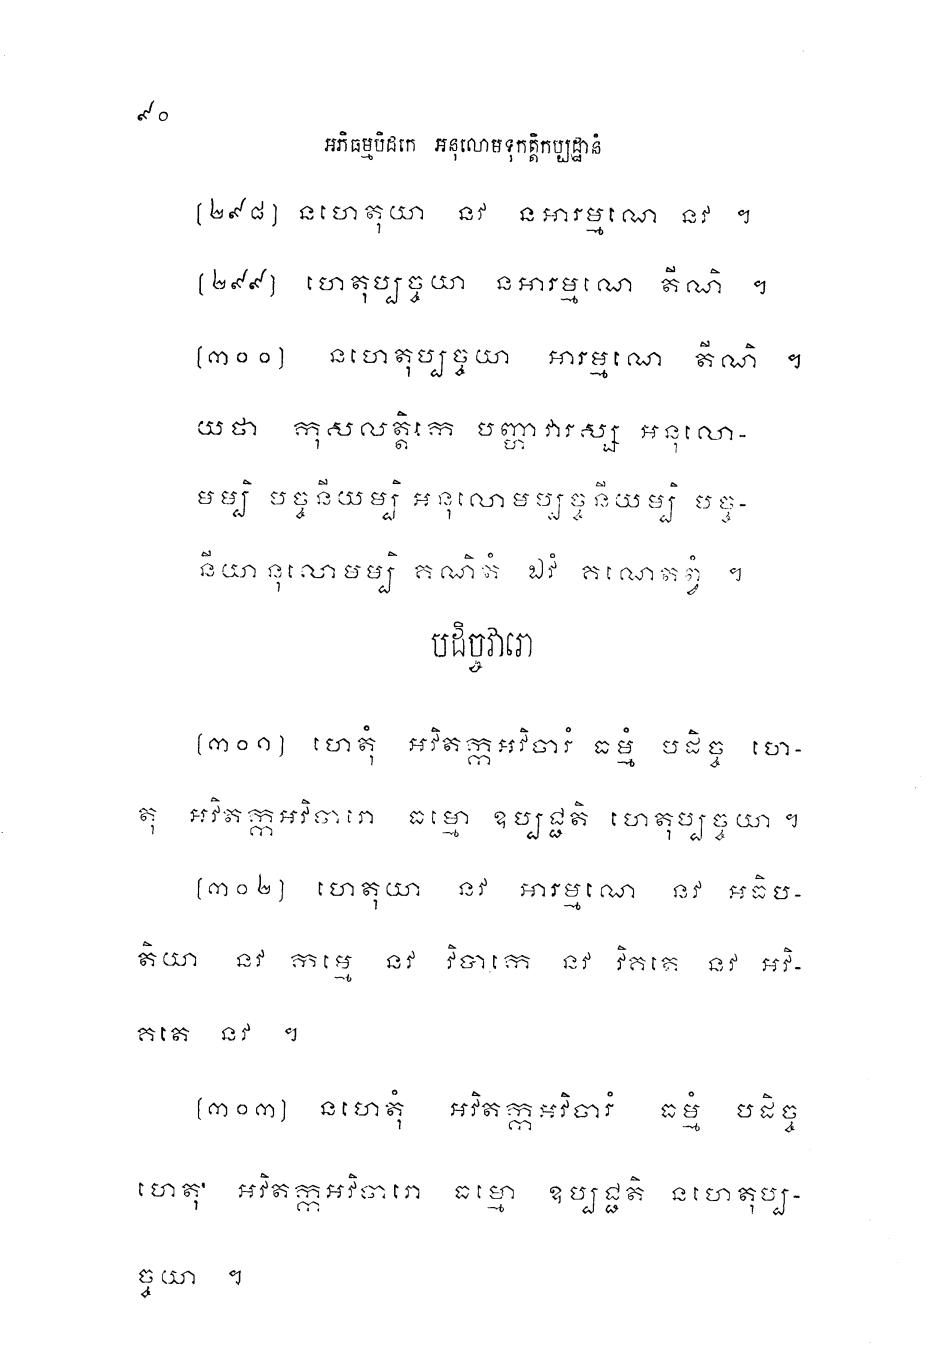 ៩០
អភិធម្មបិដកេ អនុលោមទុកត្តិកប្បដ្ឋានំ
(២៩៨) នហេតុយា នវ នអារម្មណេ នវ ។
(២៩៩) ហេតុប្បច្ចយា នអារម្មណេ តីណិ ។
(៣០០) នហេតុប្បច្ចយា អារម្មណេ តីណិ ។
យថា កុសលត្តិកេ បញ្ហាវារស្ស អនុលោ-
មម្បិ បច្ចនីយម្បិ អនុលោមប្បច្ចនីយម្បិ បច្ច-
នីយានុលោមម្បិ គណិតំ ឯវំ គណេតព្វំ ។
បដិច្ចវារោ
(៣០១) ហេតុំ អវិតក្កអវិចារំ ធម្មំ បដិច្ច ហេ-
តុ អវិតក្កអវិចារោ ធម្មោ ឧប្បជ្ជតិ ហេតុប្បច្ចយា ។
(៣០២) ហេតុយា នវ អារម្មណេ នវ អធិប-
តិយា នវ កម្មេ នវ វិបាកេ នវ វិគតេ នវ អវិ-
គតេ នវ ។
(៣០៣) នហេតុំ អវិតក្កអវិចារំ ធម្មំ បដិច្ច
ហេតុ អវិតក្កអវិចារោ ធម្មោ ឧប្បជ្ជតិ នហេតុប្ប-
ច្ចយា ។